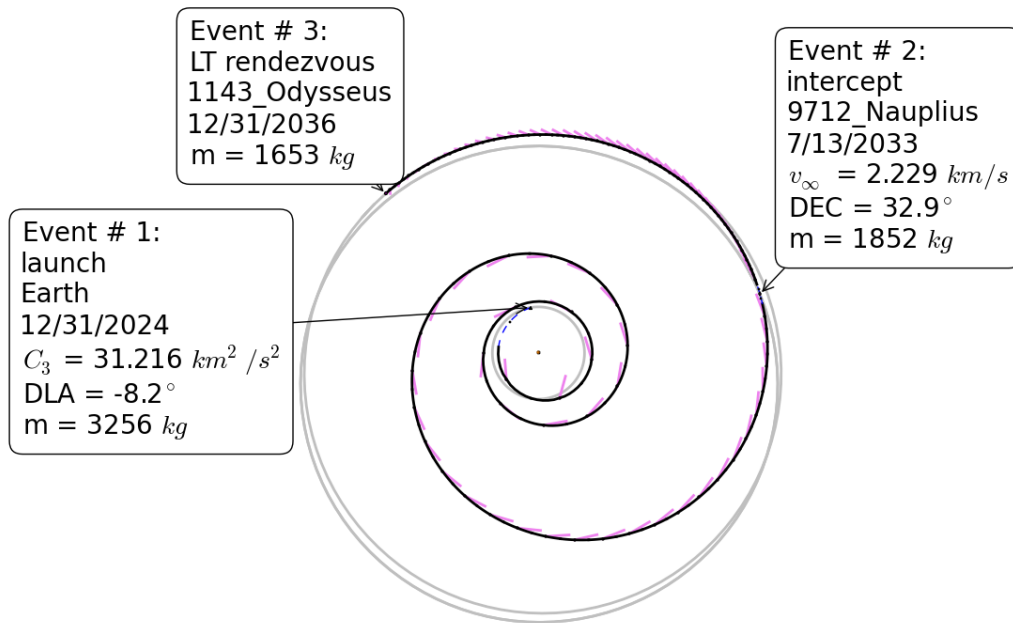 Event # 3:
LT rendezvous
1143_Odysseus
12/31/2036
m = 1653 kg
Event # 2:
intercept
9712_Nauplius
7/13/2033
v∞ = 2.229 km/s
DEC = 32.9°
m = 1852 kg
Event # 1:
launch
Earth
12/31/2024
C₃ = 31.216 km² /s²
DLA = -8.2°
m = 3256 kg